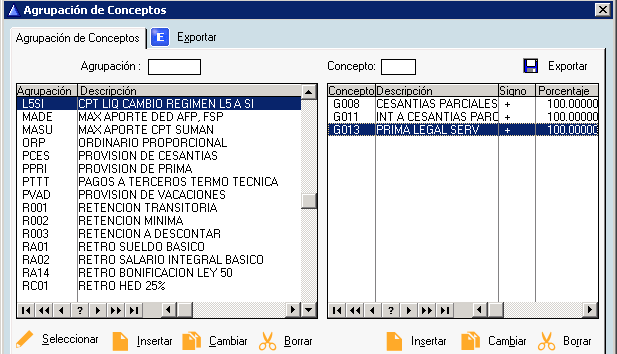 Agrupación de Conceptos
Agrupación de Conceptos E Exportar
Agrupación : Concepto: Exportar
Agrupación Descripción
L5SI CPT LIQ CAMBIO REGIMEN L5 A SI
MADE MAX APORTE DED AFP, FSP
MASU MAX APORTE CPT SUMAN
ORP ORDINARIO PROPORCIONAL
PCES PROVISION DE CESANTIAS
PPRI PROVISION DE PRIMA
PTTT PAGOS A TERCEROS TERMO TECNICA
PVAD PROVISION DE VACACIONES
R001 RETENCION TRANSITORIA
R002 RETENCION MINIMA
R003 RETENCION A DESCONTAR
RA01 RETRO SUELDO BASICO
RA02 RETRO SALARIO INTEGRAL BASICO
RA14 RETRO BONIFICACION LEY 50
RC01 RETRO HED 25%
?
Seleccionar Insertar Cambiar Borrar
Concepto Descripción Signo Porcentaje
G008 CESANTIAS PARCIALES + 100.00000
G011 INT A CESANTIAS PARC + 100.00000
G013 PRIMA LEGAL SERV + 100.00000
?
Insertar Cambiar Borrar